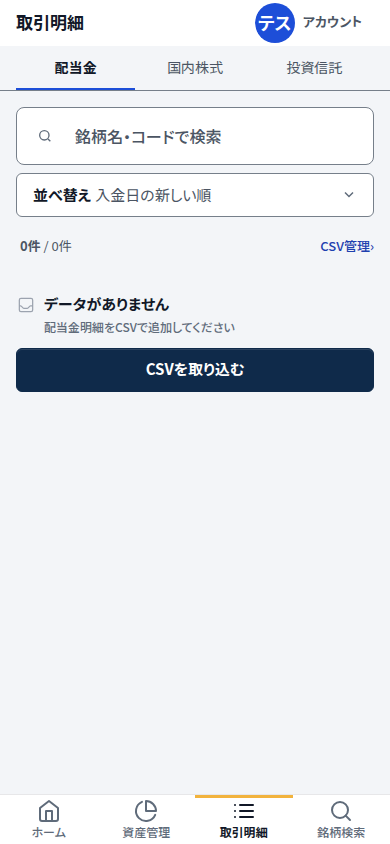 取引明細
テス アカウント
配当金 国内株式 投資信託
銘柄名・コードで検索
並べ替え 入金日の新しい順
0件 / 0件 CSV管理›
データがありません
配当金明細をCSVで追加してください
CSVを取り込む
ホーム 資産管理 取引明細 銘柄検索